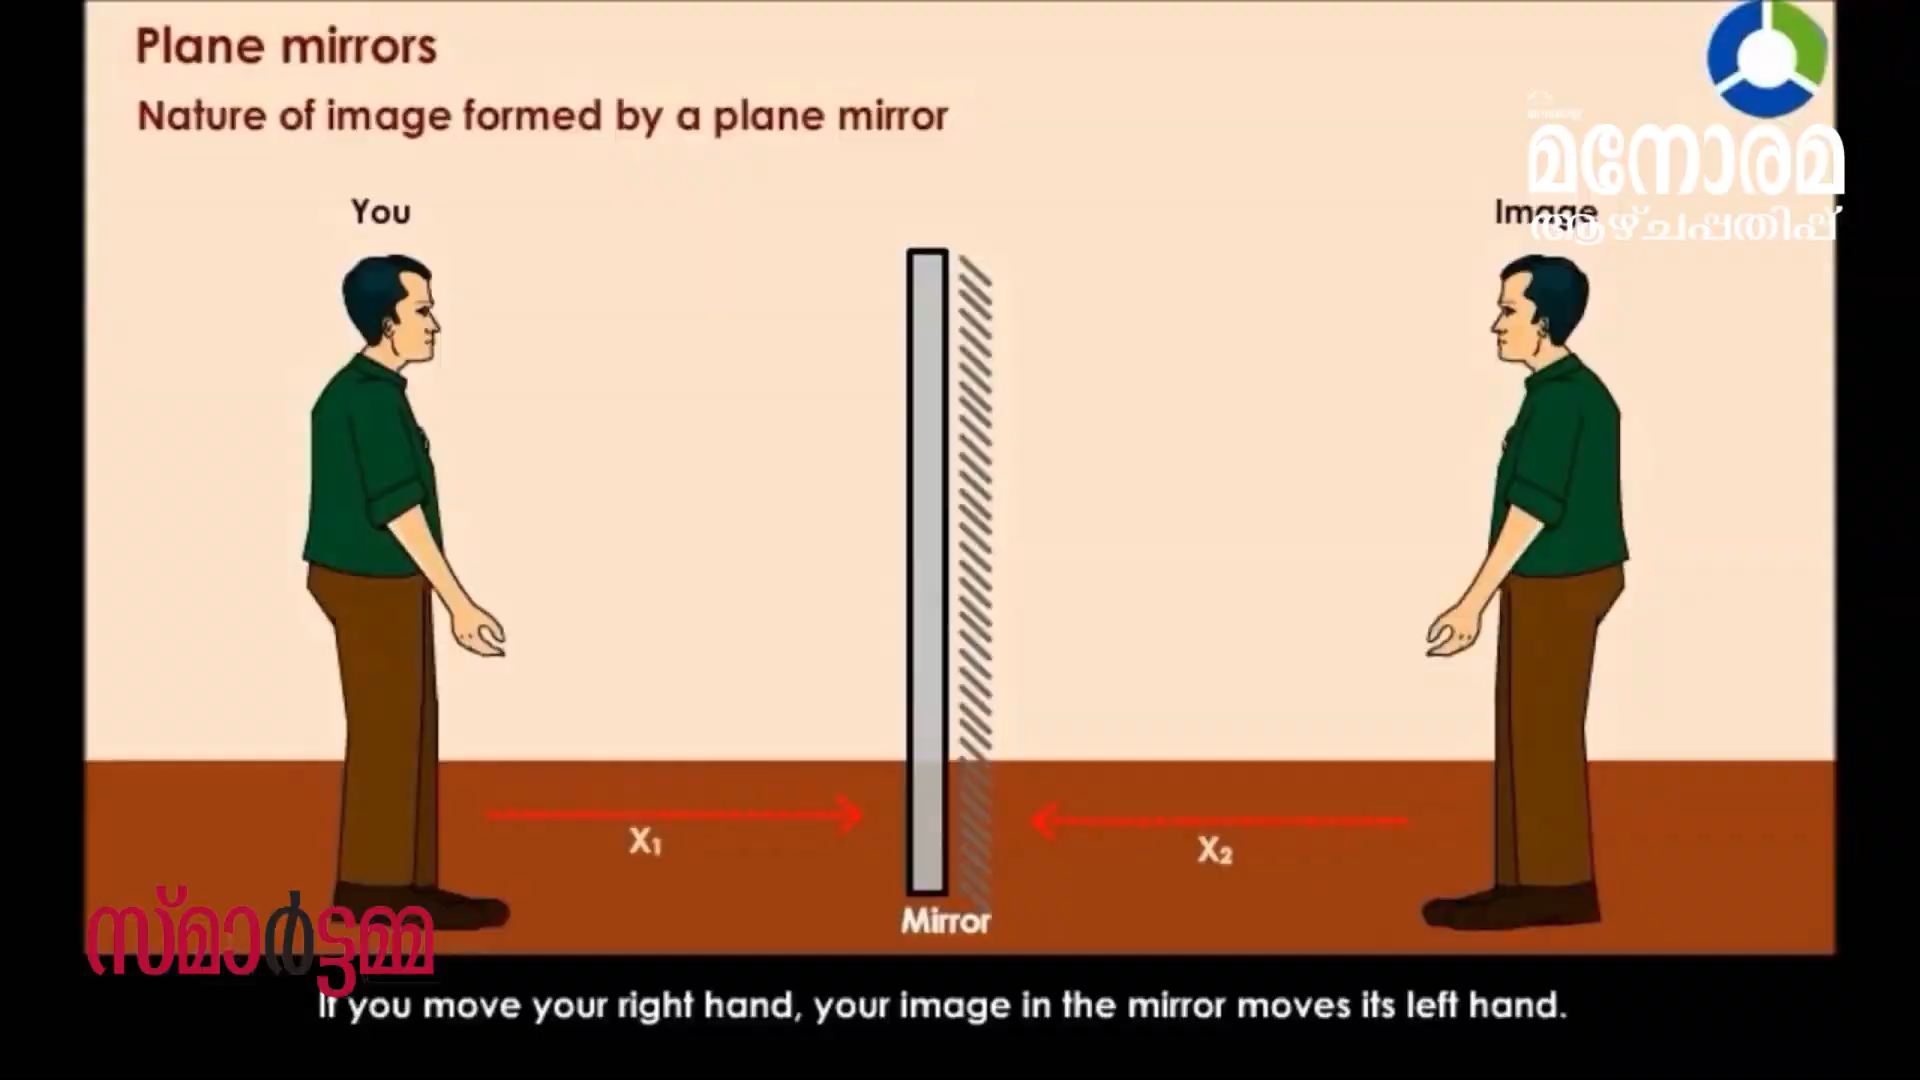 Plane mirrors
Nature of image formed by a plane mirror
മനോരമ
ആഴ്ചപ്പതിപ്പ്
You
Image
X₁
X₂
Mirror
സ്മാർട്ടമ്മ
If you move your right hand, your image in the mirror moves its left hand.